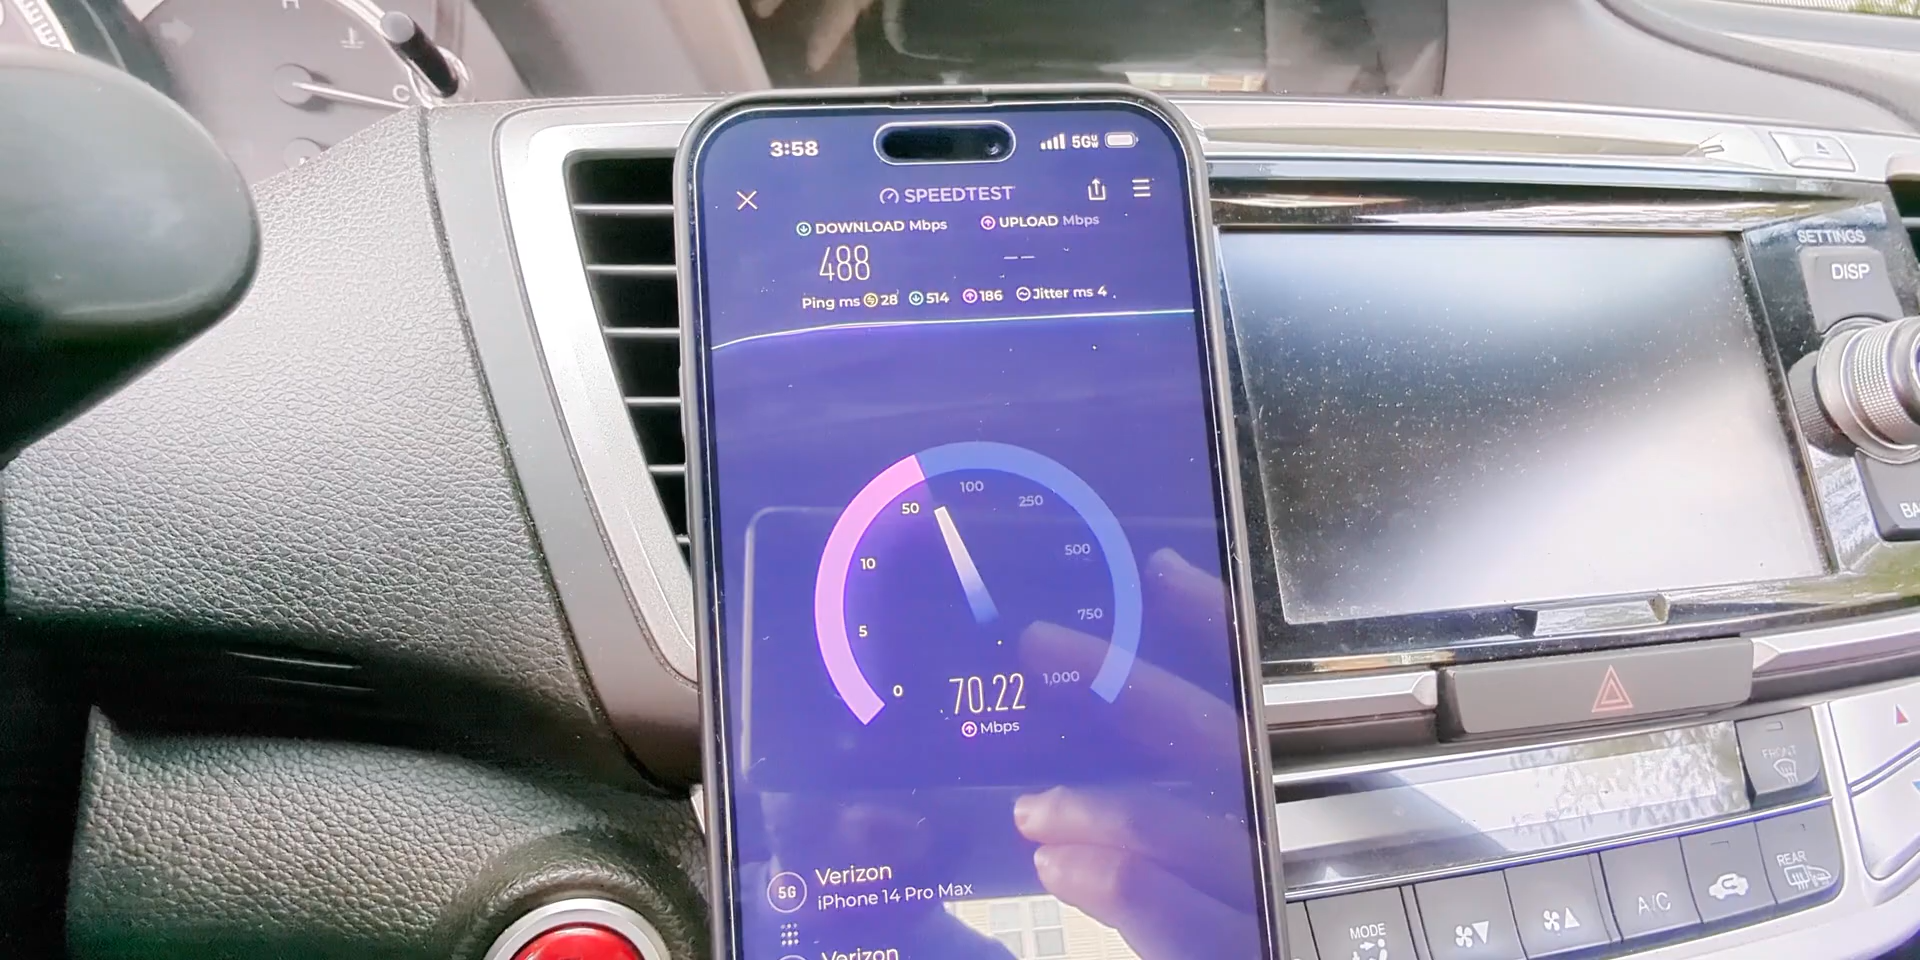 H
C
3:58 5G UW
SPEEDTEST
DOWNLOAD Mbps UPLOAD Mbps
488 --
Ping ms 28 514 186 Jitter ms 4
100
50 250
10 500
5 750
0 70.22 1,000
Mbps
5G Verizon
iPhone 14 Pro Max
Verizon
SETTINGS
DISP
FRONT
MODE A/C REAR